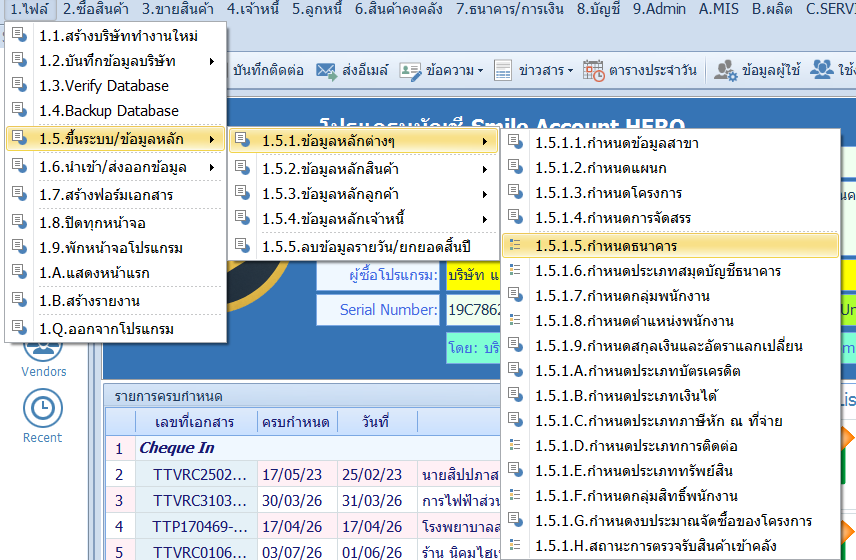 1.ไฟล์ 2.ซื้อสินค้า 3.ขายสินค้า 4.เจ้าหนี้ 5.ลูกหนี้ 6.สินค้าคงคลัง 7.ธนาคาร/การเงิน 8.บัญชี 9.Admin A.MIS B.ผลิต C.SERVI
บันทึกติดต่อ ส่งอีเมล์ ข้อความ ข่าวสาร ตารางประจำวัน ข้อมูลผู้ใช้
1.1.สร้างบริษัททำงานใหม่
1.2.บันทึกข้อมูลบริษัท
1.3.Verify Database
1.4.Backup Database
1.5.ขึ้นระบบ/ข้อมูลหลัก
1.6.นำเข้า/ส่งออกข้อมูล
1.7.สร้างฟอร์มเอกสาร
1.8.ปิดทุกหน้าจอ
1.9.พักหน้าจอโปรแกรม
1.A.แสดงหน้าแรก
1.B.สร้างรายงาน
1.Q.ออกจากโปรแกรม
1.5.1.ข้อมูลหลักต่างๆ
1.5.2.ข้อมูลหลักสินค้า
1.5.3.ข้อมูลหลักลูกค้า
1.5.4.ข้อมูลหลักเจ้าหนี้
1.5.5.ลบข้อมูลรายวัน/ยกยอดสิ้นปี
1.5.1.1.กำหนดข้อมูลสาขา
1.5.1.2.กำหนดแผนก
1.5.1.3.กำหนดโครงการ
1.5.1.4.กำหนดการจัดสรร
1.5.1.5.กำหนดธนาคาร
1.5.1.6.กำหนดประเภทสมุดบัญชีธนาคาร
1.5.1.7.กำหนดกลุ่มพนักงาน
1.5.1.8.กำหนดตำแหน่งพนักงาน
1.5.1.9.กำหนดสกุลเงินและอัตราแลกเปลี่ยน
1.5.1.A.กำหนดประเภทบัตรเครดิต
1.5.1.B.กำหนดประเภทเงินได้
1.5.1.C.กำหนดประเภทภาษีหัก ณ ที่จ่าย
1.5.1.D.กำหนดประเภทการติดต่อ
1.5.1.E.กำหนดประเภททรัพย์สิน
1.5.1.F.กำหนดกลุ่มสิทธิ์พนักงาน
1.5.1.G.กำหนดงบประมาณจัดซื้อของโครงการ
1.5.1.H.สถานะการตรวจรับสินค้าเข้าคลัง
ผู้ซื้อโปรแกรม: บริษัท
Serial Number: 19C7862
โดย: บริ
Vendors
Recent
รายการครบกำหนด
เลขที่เอกสาร ครบกำหนด วันที่
1 Cheque In
2 TTVRC2502... 17/05/23 25/02/23 นายสิปปภาส
3 TTVRC3103... 30/03/26 31/03/26 การไฟฟ้าส่วน
4 TTP170469-... 17/04/26 17/04/26 โรงพยาบาล
5 TTVRC0106... 03/07/26 01/06/26 ร้าน นิคมไฮ